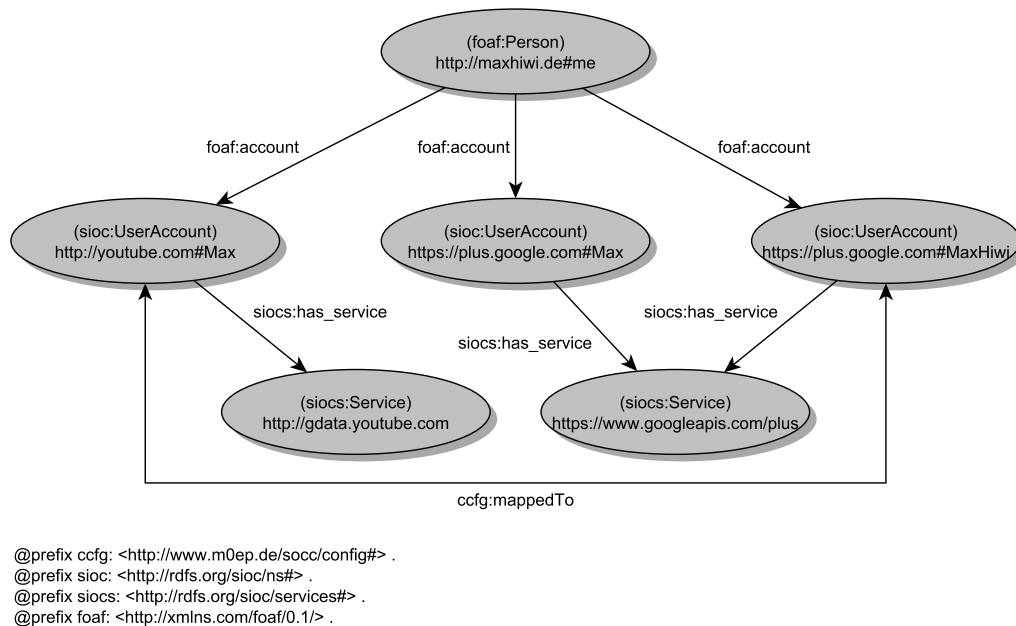 (foaf:Person)
http://maxhiwi.de#me
foaf:account
foaf:account
foaf:account
(sioc:UserAccount)
http://youtube.com#Max
(sioc:UserAccount)
https://plus.google.com#Max
(sioc:UserAccount)
https://plus.google.com#MaxHiwi
siocs:has_service
siocs:has_service
siocs:has_service
(siocs:Service)
http://gdata.youtube.com
(siocs:Service)
https://www.googleapis.com/plus
ccfg:mappedTo
@prefix ccfg: <http://www.m0ep.de/socc/config#> .
@prefix sioc: <http://rdfs.org/sioc/ns#> .
@prefix siocs: <http://rdfs.org/sioc/services#> .
@prefix foaf: <http://xmlns.com/foaf/0.1/> .